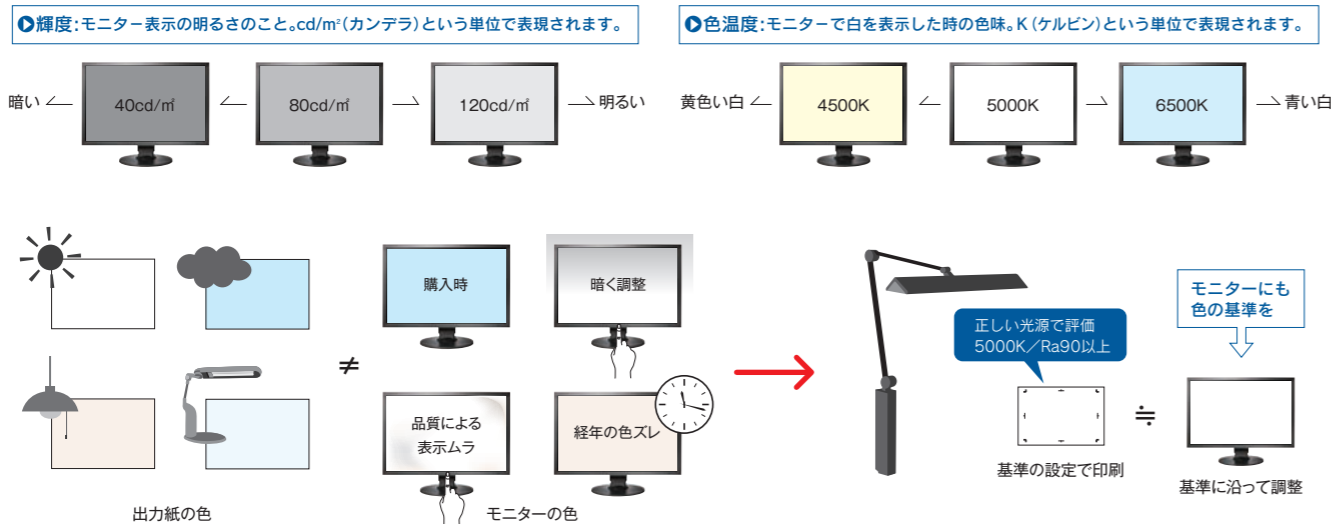 輝度:モニター表示の明るさのこと。cd/m²(カンデラ)という単位で表現されます。
暗い
40cd/㎡
80cd/㎡
120cd/㎡
明るい
色温度:モニターで白を表示した時の色味。K(ケルビン)という単位で表現されます。
黄色い白
4500K
5000K
6500K
青い白
出力紙の色
≠
購入時
暗く調整
品質による
表示ムラ
経年の色ズレ
モニターの色
正しい光源で評価
5000K/Ra90以上
基準の設定で印刷
≒
モニターにも
色の基準を
基準に沿って調整